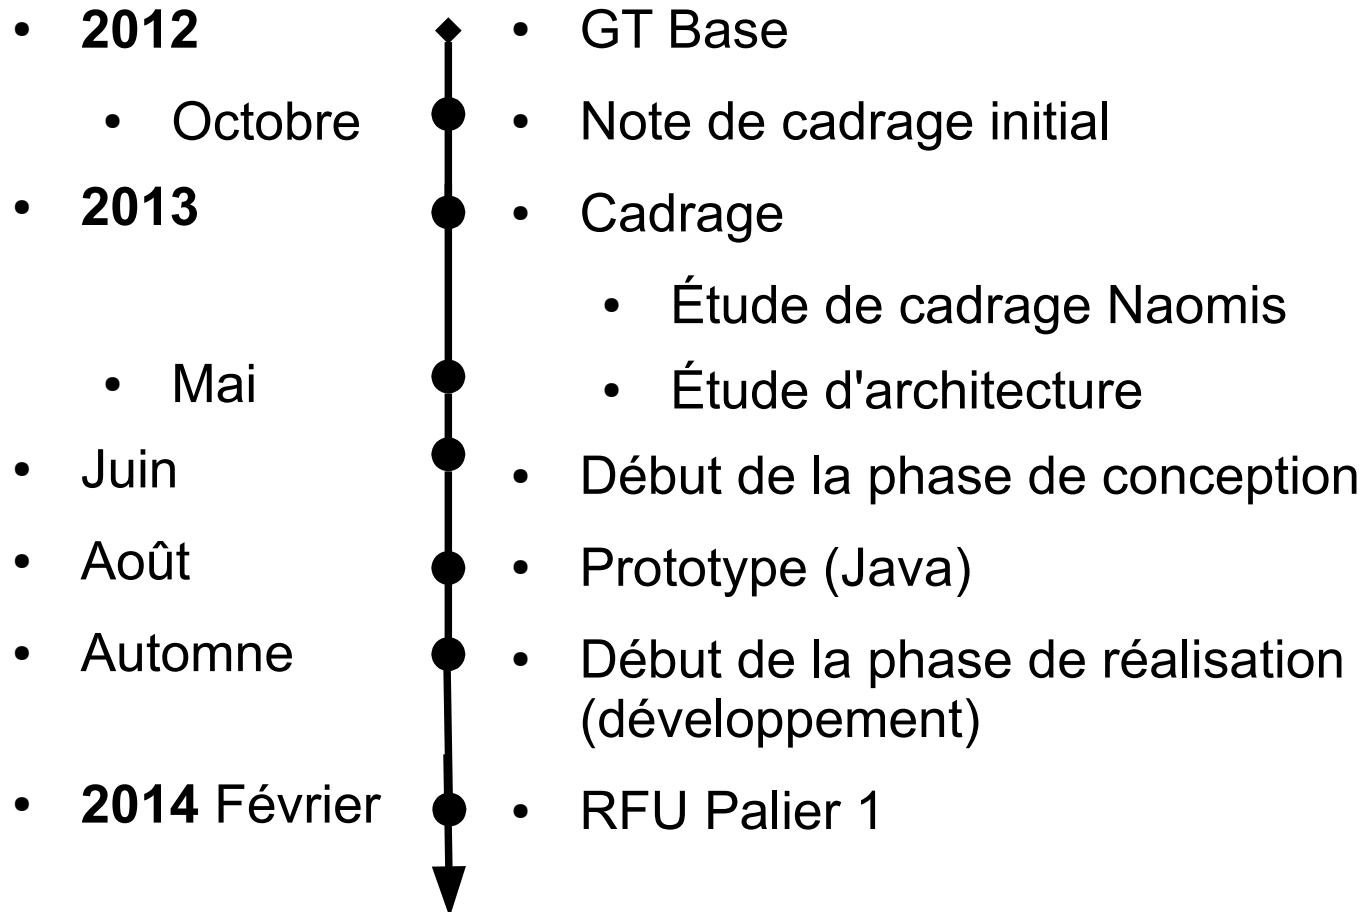 • 2012
• GT Base
• Octobre
• Note de cadrage initial
• 2013
• Cadrage
• Étude de cadrage Naomis
• Mai
• Étude d'architecture
• Juin
• Début de la phase de conception
• Août
• Prototype (Java)
• Automne
• Début de la phase de réalisation
(développement)
• 2014 Février
• RFU Palier 1